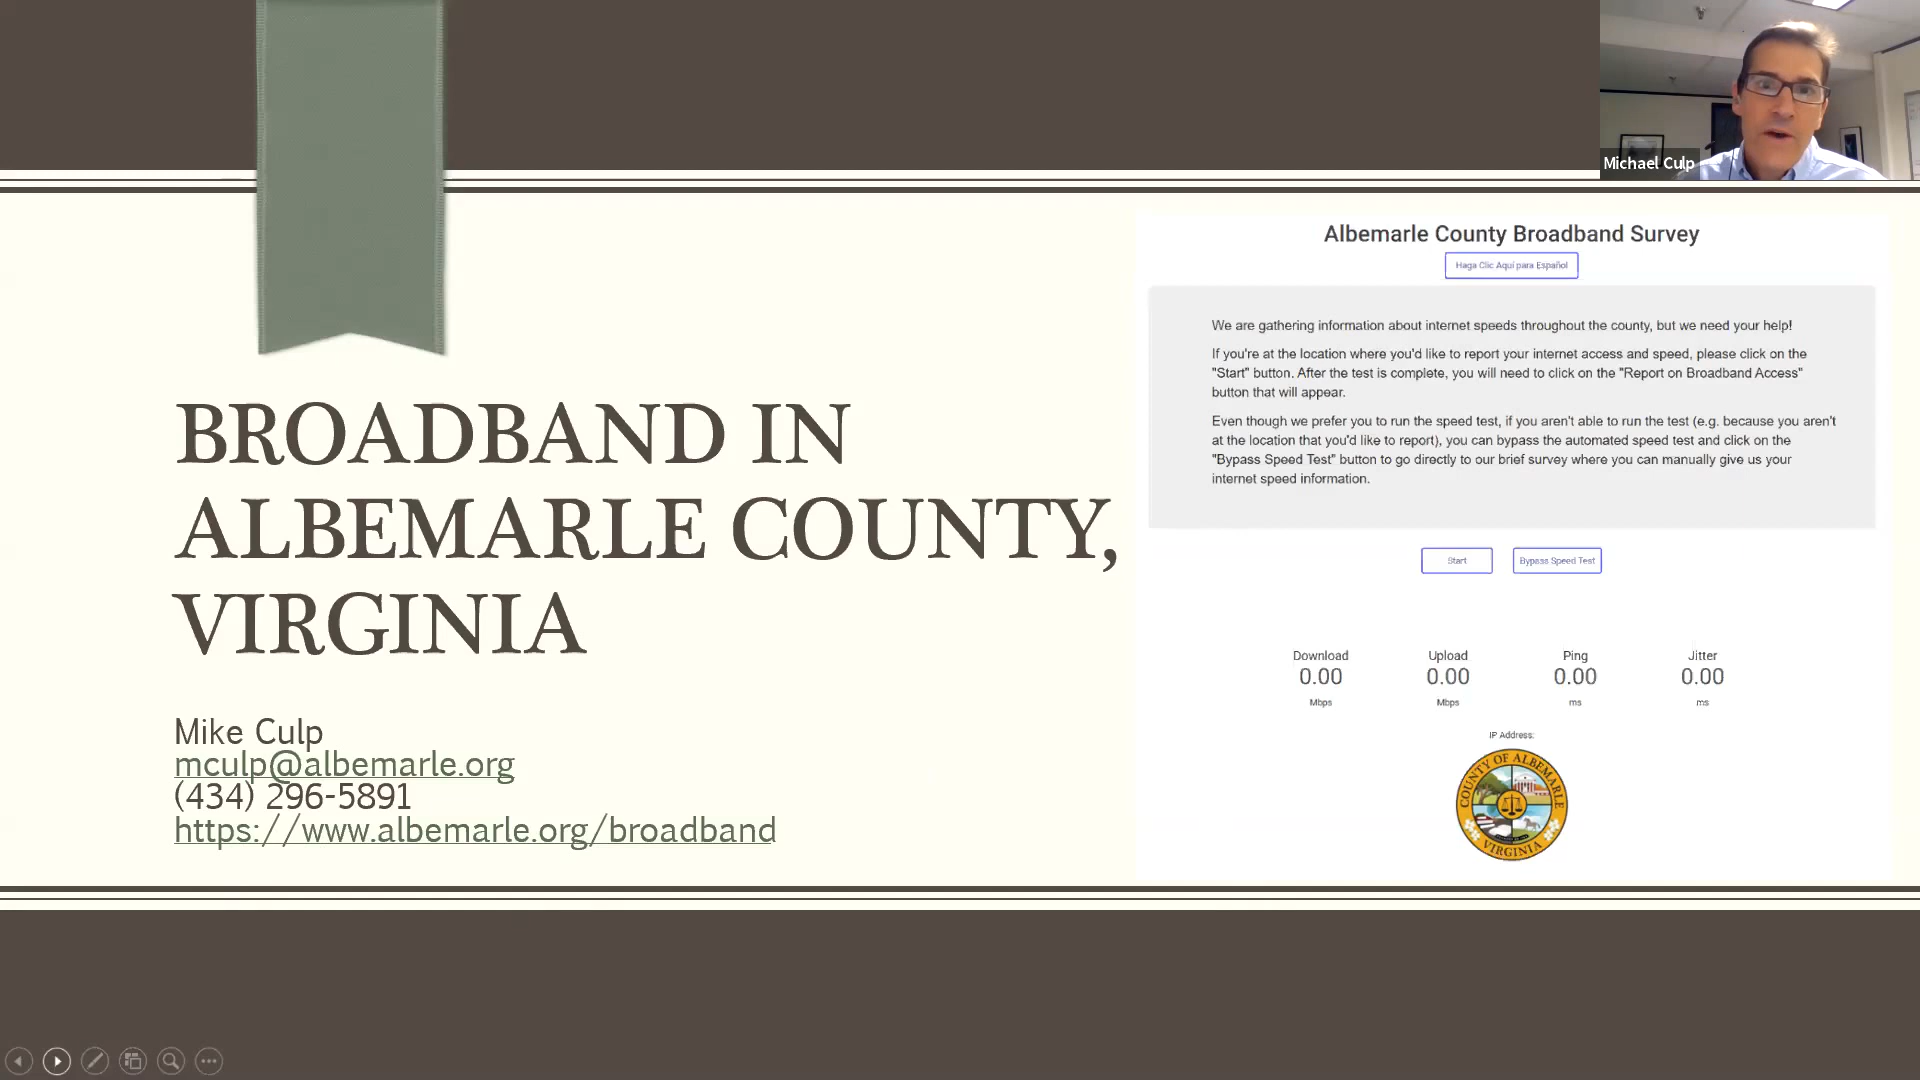 Michael Culp
BROADBAND IN
ALBEMARLE COUNTY,
VIRGINIA
Mike Culp
mculp@albemarle.org
(434) 296-5891
https://www.albemarle.org/broadband
Albemarle County Broadband Survey
Haga Clic Aquí para Español
We are gathering information about internet speeds throughout the county, but we need your help!
If you're at the location where you'd like to report your internet access and speed, please click on the
"Start" button. After the test is complete, you will need to click on the "Report on Broadband Access"
button that will appear.
Even though we prefer you to run the speed test, if you aren't able to run the test (e.g. because you aren't
at the location that you'd like to report), you can bypass the automated speed test and click on the
"Bypass Speed Test" button to go directly to our brief survey where you can manually give us your
internet speed information.
Start Bypass Speed Test
Download Upload Ping Jitter
0.00 0.00 0.00 0.00
Mbps Mbps ms ms
IP Address:
COUNTY OF ALBEMARLE
VIRGINIA